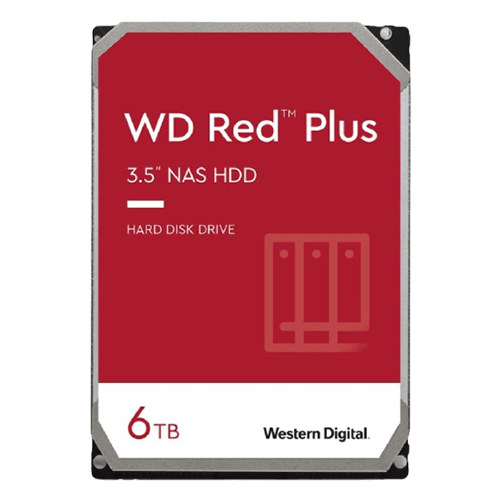 WD Red™ Plus
3.5" NAS HDD
HARD DISK DRIVE
6TB
Western Digital.